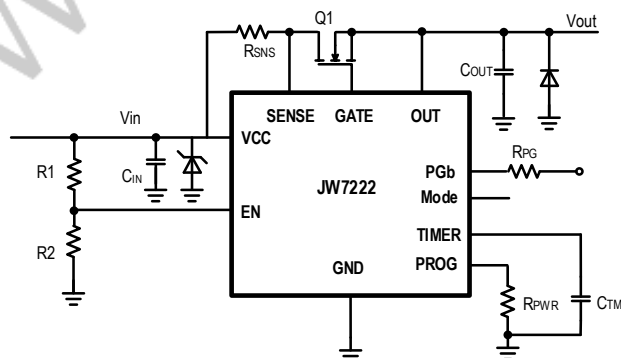 Q1
Vout
RSNS
COUT
SENSE GATE OUT
Vin
VCC
R1
CIN
RPG
PGb
JW7222
Mode
EN
TIMER
R2
PROG
GND
RPWR
CTM